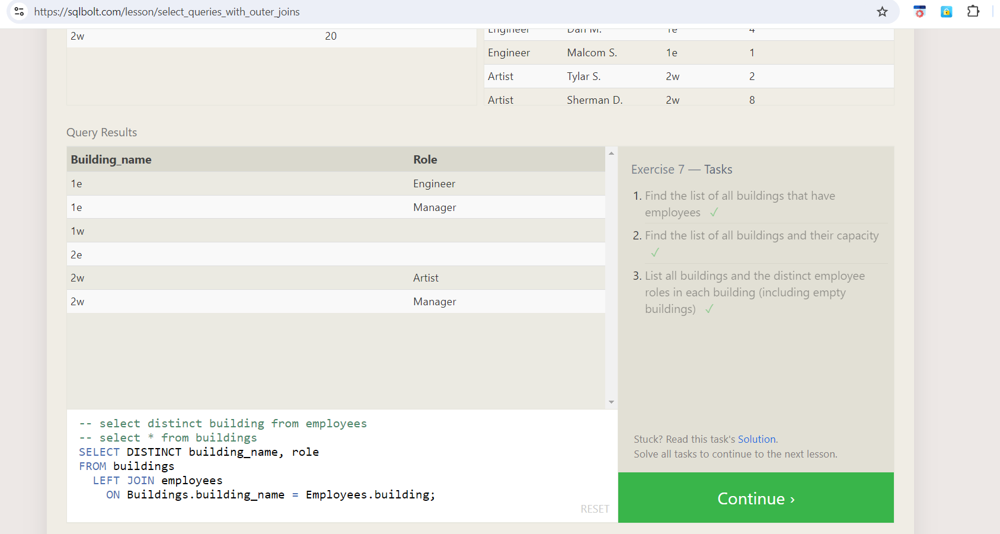 https://sqlbolt.com/lesson/select_queries_with_outer_joins
2w 20
Engineer Dan M. 1e 4
Engineer Malcom S. 1e 1
Artist Tylar S. 2w 2
Artist Sherman D. 2w 8
Query Results
Building_name Role
1e Engineer
1e Manager
1w
2e
2w Artist
2w Manager
-- select distinct building from employees
-- select * from buildings
SELECT DISTINCT building_name, role
FROM buildings
LEFT JOIN employees
ON Buildings.building_name = Employees.building;
RESET
Exercise 7 — Tasks
1. Find the list of all buildings that have
employees ✓
2. Find the list of all buildings and their capacity
✓
3. List all buildings and the distinct employee
roles in each building (including empty
buildings) ✓
Stuck? Read this task's Solution.
Solve all tasks to continue to the next lesson.
Continue ›